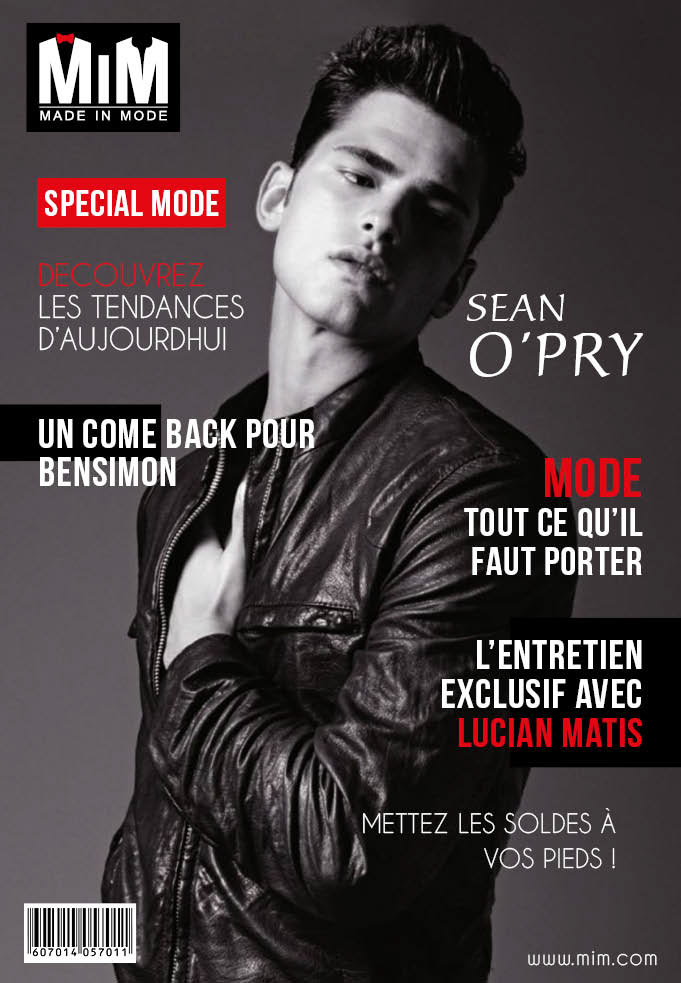 MiM
MADE IN MODE
SPECIAL MODE
DECOUVREZ
LES TENDANCES
D'AUJOURDHUI
SEAN
O'PRY
UN COME BACK POUR
BENSIMON
MODE
TOUT CE QU'IL
FAUT PORTER
L'ENTRETIEN
EXCLUSIF AVEC
LUCIAN MATIS
METTEZ LES SOLDES À
VOS PIEDS !
607014 057011
www.mim.com